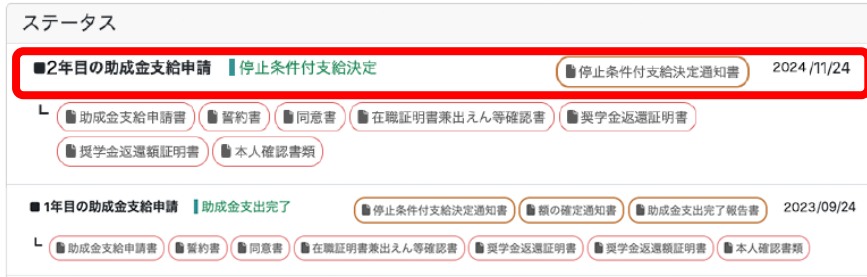 ステータス
■2年目の助成金支給申請 停止条件付支給決定 停止条件付支給決定通知書 2024/11/24
助成金支給申請書 誓約書 同意書 在職証明書兼出えん等確認書 奨学金返還証明書
奨学金返還額証明書 本人確認書類
■1年目の助成金支給申請 助成金支出完了 停止条件付支給決定通知書 額の確定通知書 助成金支出完了報告書 2023/09/24
助成金支給申請書 誓約書 同意書 在職証明書兼出えん等確認書 奨学金返還証明書 奨学金返還額証明書 本人確認書類